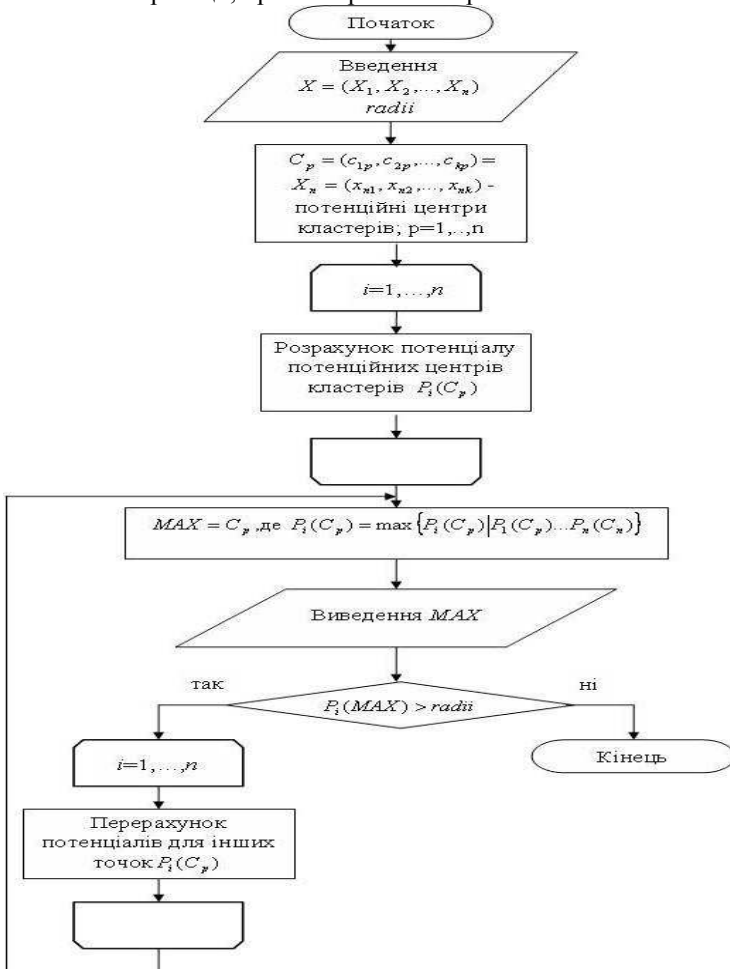 Початок
Введення
X = (X₁, X₂,..., Xₙ)
radii
Cₚ = (c₁ₚ, c₂ₚ,..., cₖₚ) =
Xₙ = (xₙ₁, xₙ₂,..., xₙₖ) -
потенційні центри
кластерів; p=1,..,n
i=1,...,n
Розрахунок потенціалу
потенційних центрів
кластерів Pᵢ(Cₚ)
MAX = Cₚ ,де Pᵢ(Cₚ) = max{Pᵢ(Cₚ)|P₁(Cₚ)...Pₙ(Cₙ)}
Виведення MAX
так
ні
Pᵢ(MAX) > radii
i=1,...,n
Кінець
Перерахунок
потенціалів для інших
точок Pᵢ(Cₚ)